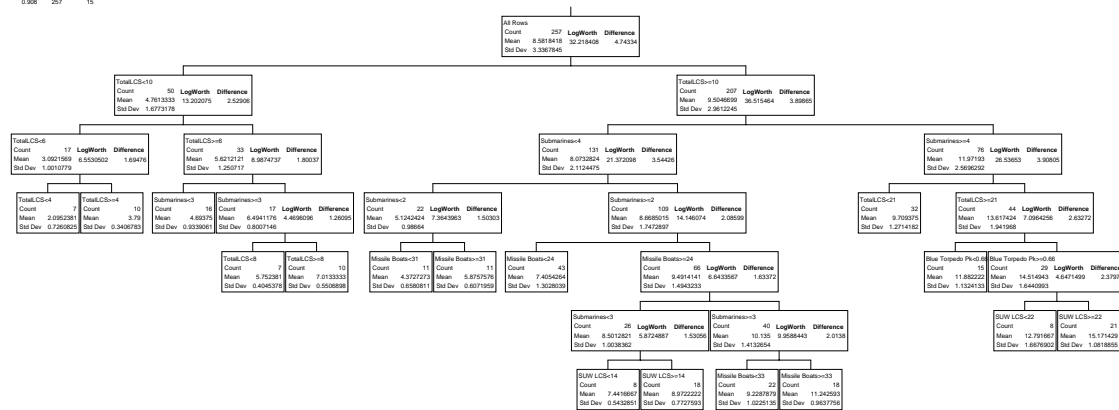 0.908 257 15
All Rows
Count 257 LogWorth Difference
Mean 8.5818418 32.218408 4.74334
Std Dev 3.3367845
TotalLCS<10
Count 50 LogWorth Difference
Mean 4.7613333 13.202075 2.52906
Std Dev 1.6773178
TotalLCS>=10
Count 207 LogWorth Difference
Mean 9.5046699 36.515464 3.89865
Std Dev 2.9612245
TotalLCS<6
Count 17 LogWorth Difference
Mean 3.0921569 6.5530502 1.69476
Std Dev 1.0010779
TotalLCS>=6
Count 33 LogWorth Difference
Mean 5.6212121 8.9874737 1.80037
Std Dev 1.250717
Submarines<4
Count 131 LogWorth Difference
Mean 8.0732824 21.372098 3.54426
Std Dev 2.1124475
Submarines>=4
Count 76 LogWorth Difference
Mean 11.97193 26.53653 3.90805
Std Dev 2.5696292
TotalLCS<4
Count 7
Mean 2.0952381
Std Dev 0.7260825
TotalLCS>=4
Count 10
Mean 3.79
Std Dev 0.3406783
Submarines<3
Count 16
Mean 4.69375
Std Dev 0.9339061
Submarines>=3
Count 17 LogWorth Difference
Mean 6.4941176 4.4696096 1.26095
Std Dev 0.8007146
Submarines<2
Count 22 LogWorth Difference
Mean 5.1242424 7.3643963 1.50303
Std Dev 0.98664
Submarines>=2
Count 109 LogWorth Difference
Mean 8.6685015 14.146074 2.08599
Std Dev 1.7472897
TotalLCS<21
Count 32
Mean 9.709375
Std Dev 1.2714182
TotalLCS>=21
Count 44 LogWorth Difference
Mean 13.617424 7.0964256 2.63272
Std Dev 1.941968
TotalLCS<8
Count 7
Mean 5.752381
Std Dev 0.4045378
TotalLCS>=8
Count 10
Mean 7.0133333
Std Dev 0.5506898
Missile Boats<31
Count 11
Mean 4.3727273
Std Dev 0.6580811
Missile Boats>=31
Count 11
Mean 5.8757576
Std Dev 0.6071959
Missile Boats<24
Count 43
Mean 7.4054264
Std Dev 1.3028039
Missile Boats>=24
Count 66 LogWorth Difference
Mean 9.4914141 6.6433567 1.63372
Std Dev 1.4943233
Blue Torpedo Pk<0.66
Count 15
Mean 11.882222
Std Dev 1.1324133
Blue Torpedo Pk>=0.66
Count 29 LogWorth Difference
Mean 14.514943 4.6471499 2.3797
Std Dev 1.6440993
Submarines<3
Count 26 LogWorth Difference
Mean 8.5012821 5.8724887 1.53056
Std Dev 1.0038362
Submarines>=3
Count 40 LogWorth Difference
Mean 10.135 9.9588443 2.0138
Std Dev 1.4132654
SUW LCS<22
Count 8
Mean 12.791667
Std Dev 1.6676902
SUW LCS>=22
Count 21
Mean 15.171429
Std Dev 1.0818855
SUW LCS<14
Count 8
Mean 7.4416667
Std Dev 0.5432851
SUW LCS>=14
Count 18
Mean 8.9722222
Std Dev 0.7727593
Missile Boats<33
Count 22
Mean 9.2287879
Std Dev 1.0225135
Missile Boats>=33
Count 18
Mean 11.242593
Std Dev 0.9637756